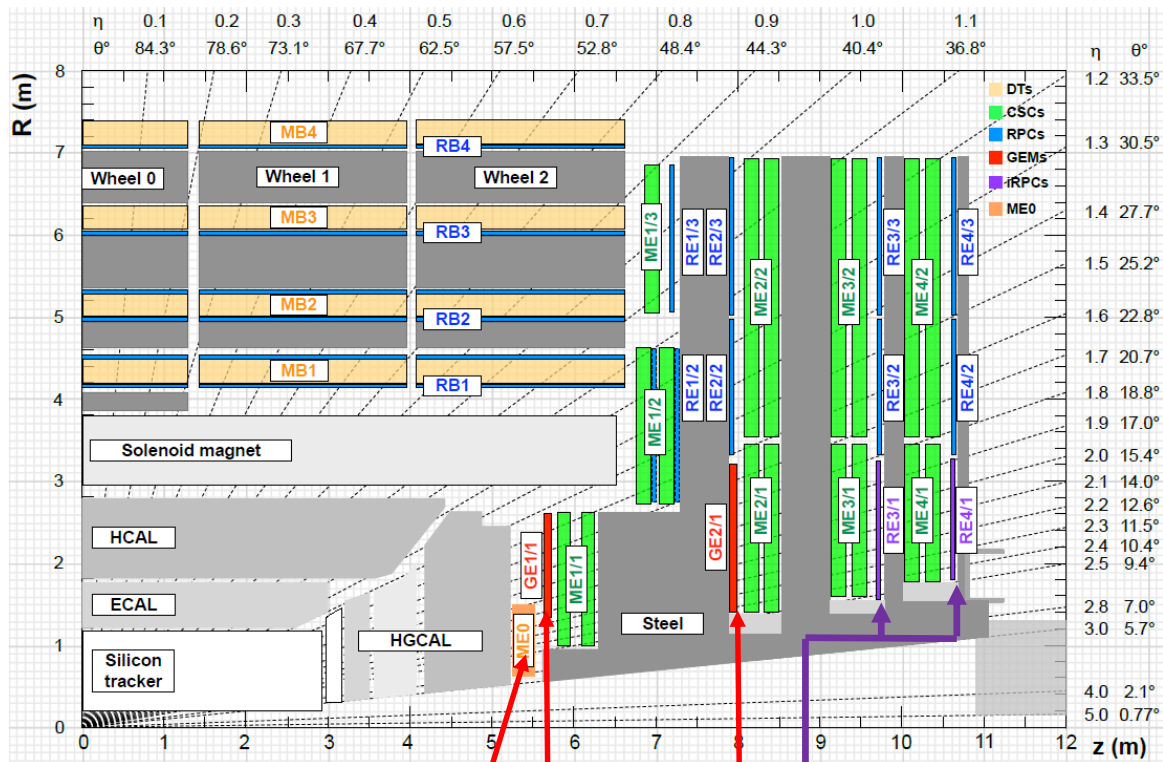 η 0.1 0.2 0.3 0.4 0.5 0.6 0.7 0.8 0.9 1.0 1.1
θ° 84.3° 78.6° 73.1° 67.7° 62.5° 57.5° 52.8° 48.4° 44.3° 40.4° 36.8° η θ°
R (m)
8
7
6
5
4
3
2
1
0
1.2 33.5°
1.3 30.5°
1.4 27.7°
1.5 25.2°
1.6 22.8°
1.7 20.7°
1.8 18.8°
1.9 17.0°
2.0 15.4°
2.1 14.0°
2.2 12.6°
2.3 11.5°
2.4 10.4°
2.5 9.4°
2.8 7.0°
3.0 5.7°
4.0 2.1°
5.0 0.77°
DTs
CSCs
RPCs
GEMs
iRPCs
ME0
MB4
RB4
Wheel 0 Wheel 1 Wheel 2
MB3
RB3
MB2
RB2
MB1
RB1
Solenoid magnet
HCAL
ECAL
HGCAL
Silicon
tracker
Steel
ME0
GE1/1
ME1/1
ME1/2
ME1/3
RE1/3
RE2/3
RE1/2
RE2/2
GE2/1
ME2/2
ME2/1
ME3/2
ME3/1
RE3/3
RE3/2
RE3/1
ME4/2
ME4/1
RE4/3
RE4/2
RE4/1
0 1 2 3 4 5 6 7 8 9 10 11 12
z (m)